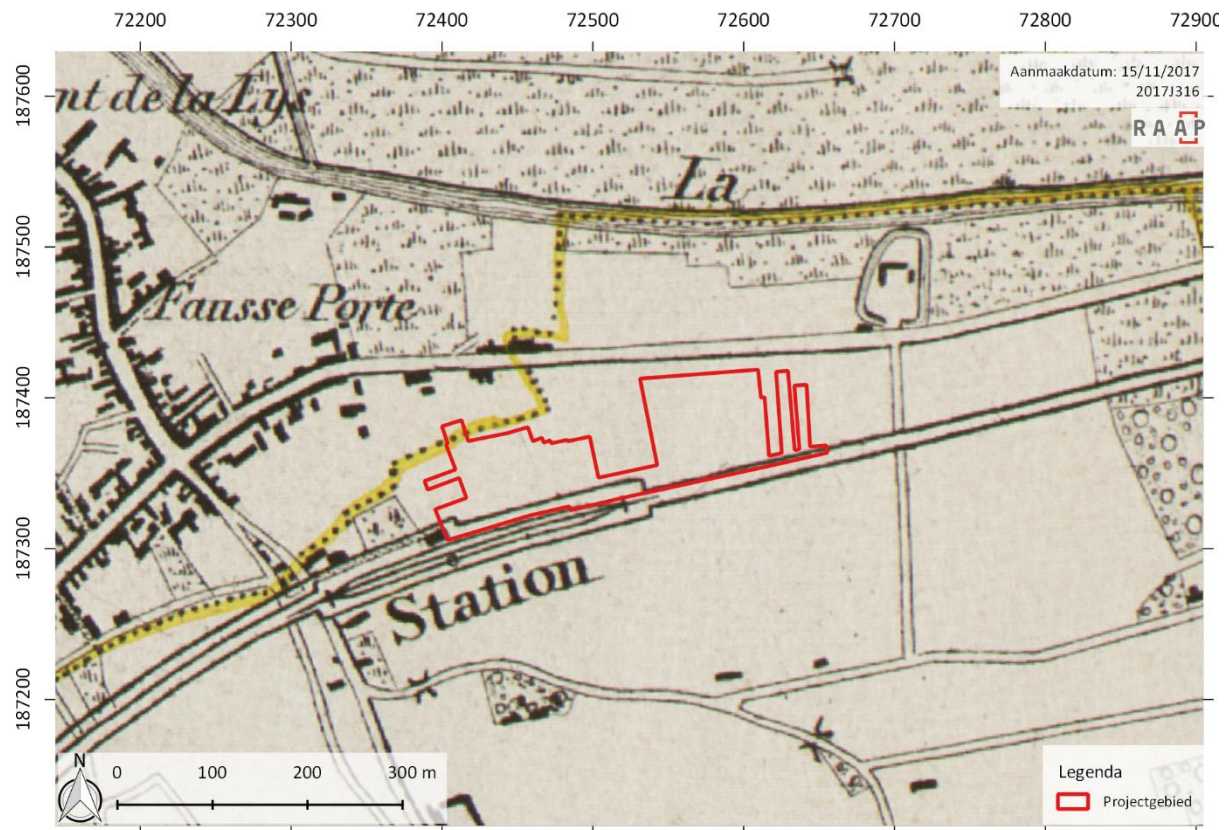 72200 72300 72400 72500 72600 72700 72800 72900
187600
187500
187400
187300
187200
Aanmaakdatum: 15/11/2017
2017J316
RAAP
nt de la Lys
La
Fausse Porte
Station
N
0 100 200 300 m
Legenda
Projectgebied